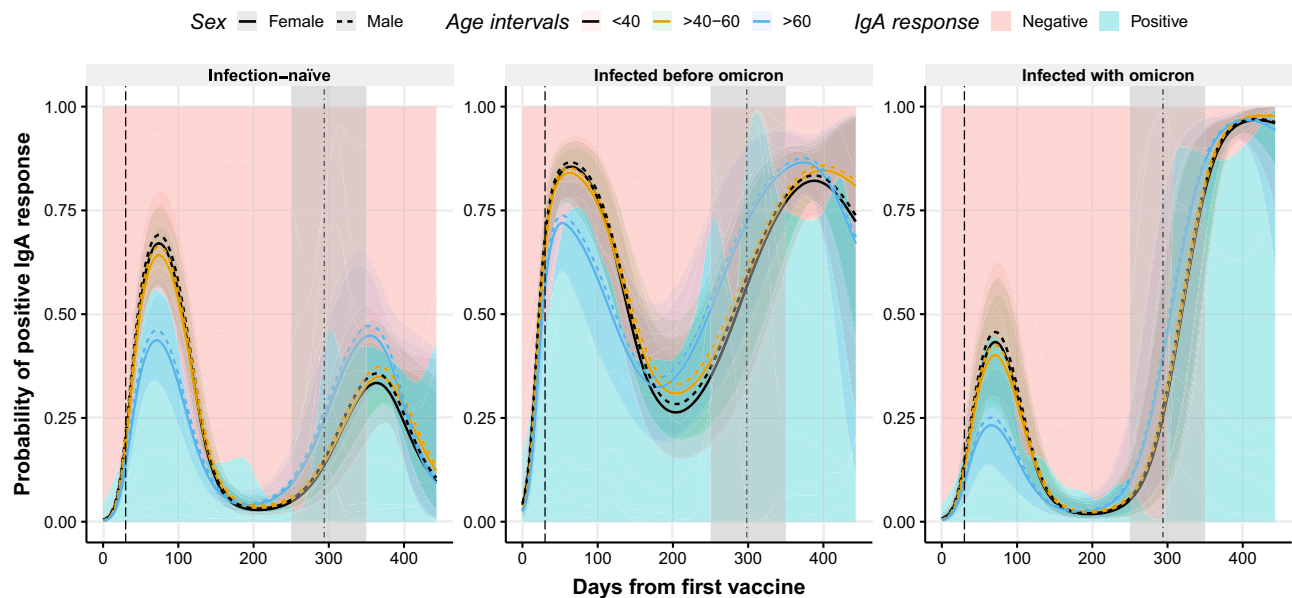 Sex Female Male Age intervals <40 >40−60 >60 IgA response Negative Positive
Infection−naïve Infected before omicron Infected with omicron
Probability of positive IgA response
1.00 1.00 1.00
0.75 0.75 0.75
0.50 0.50 0.50
0.25 0.25 0.25
0.00 0.00 0.00
0 100 200 300 400 0 100 200 300 400 0 100 200 300 400
Days from first vaccine